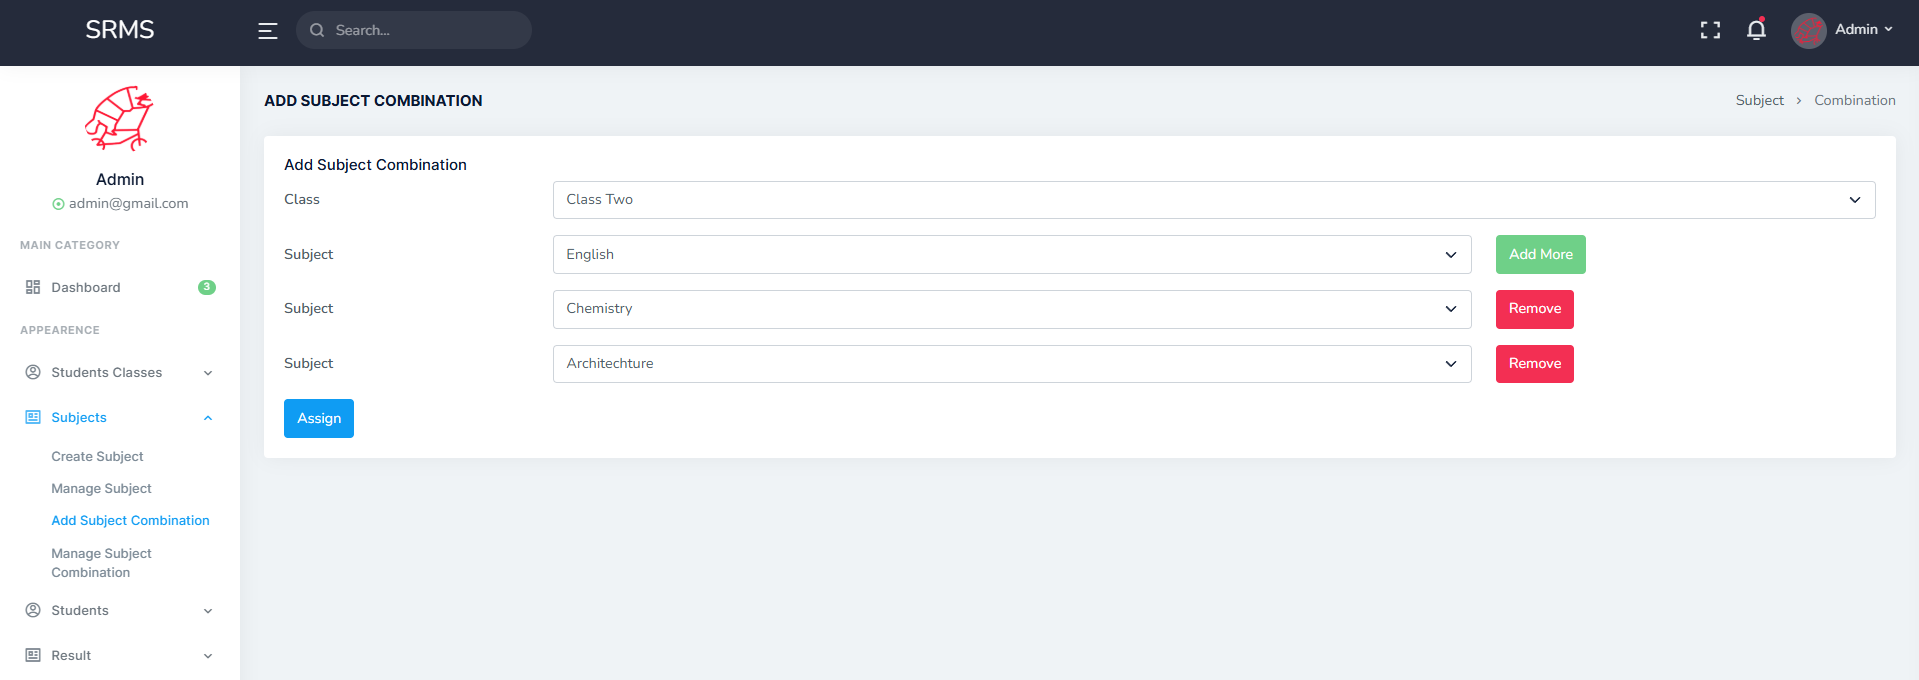 SRMS
Search...
Admin
Admin
admin@gmail.com
MAIN CATEGORY
Dashboard 3
APPEARENCE
Students Classes
Subjects
Create Subject
Manage Subject
Add Subject Combination
Manage Subject
Combination
Students
Result
ADD SUBJECT COMBINATION
Subject > Combination
Add Subject Combination
Class Class Two
Subject English Add More
Subject Chemistry Remove
Subject Architechture Remove
Assign